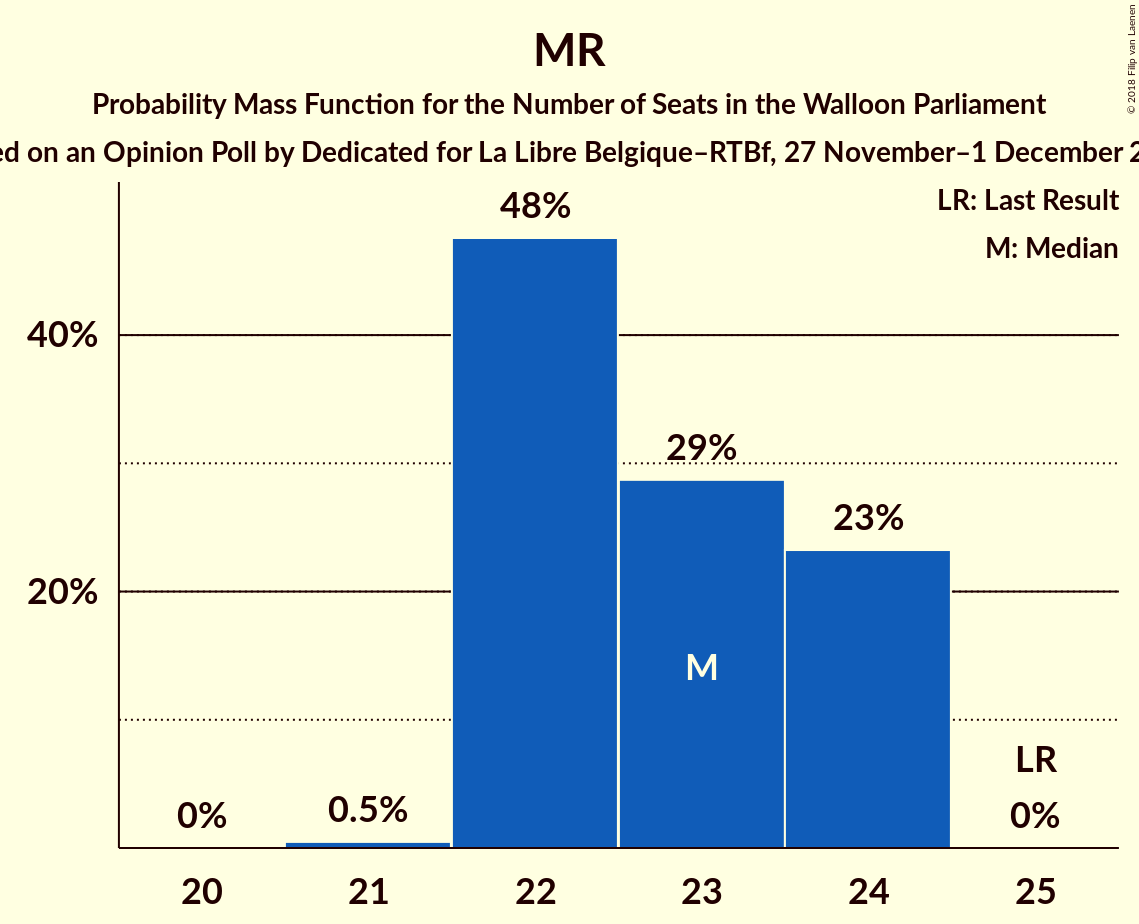 MR
Probability Mass Function for the Number of Seats in the Walloon Parliament
on an Opinion Poll by Dedicated for La Libre Belgique–RTBf, 27 November–1 December
© 2018 Filip van Laenen
LR: Last Result
M: Median
48%
40%
29%
23%
20%
M
LR
0%
0.5%
0%
20 21 22 23 24 25